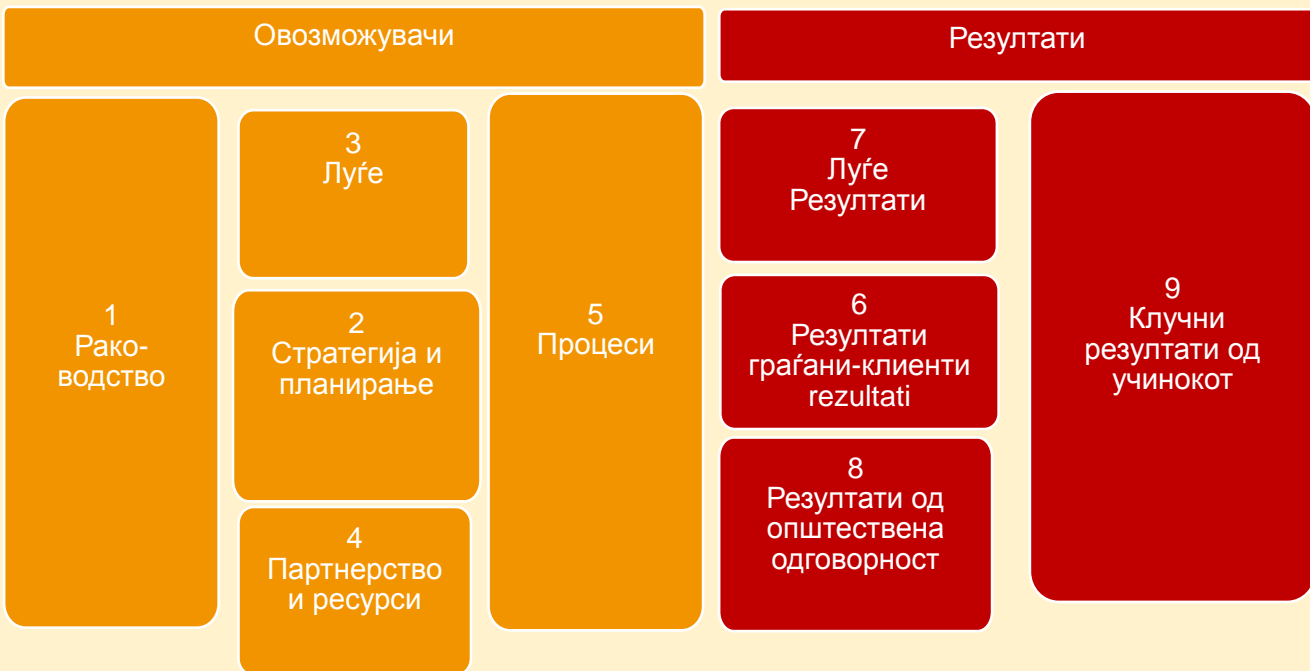 Овозможувачи
Резултати
1
Рако-
водство
3
Луѓе
2
Стратегија и
планирање
4
Партнерство
и ресурси
5
Процеси
7
Луѓе
Резултати
6
Резултати
граѓани-клиенти
rezultati
8
Резултати од
општествена
одговорност
9
Клучни
резултати од
учинокот